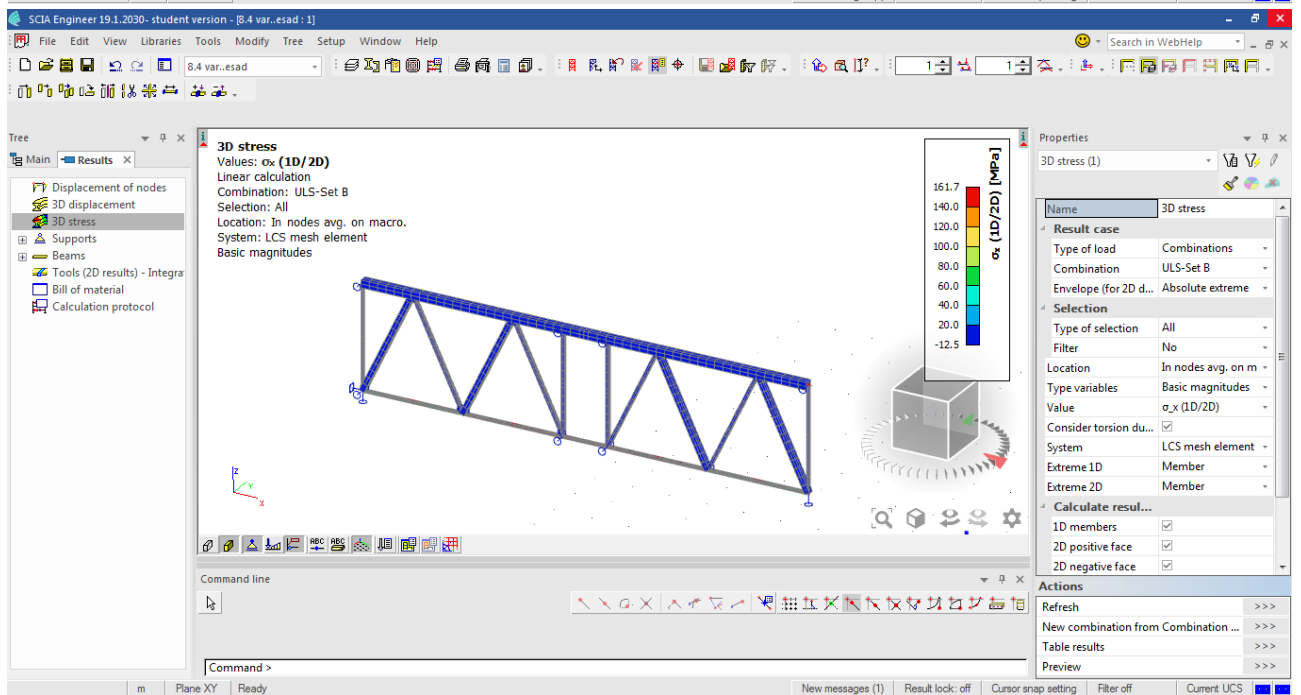 SCIA Engineer 19.1.2030- student version - [8.4 var..esad : 1]
File Edit View Libraries Tools Modify Tree Setup Window Help
Search in WebHelp
8.4 var..esad
1
1
Tree
Main Results
Displacement of nodes
3D displacement
3D stress
Supports
Beams
Tools (2D results) - Integra
Bill of material
Calculation protocol
3D stress
Values: σx (1D/2D)
Linear calculation
Combination: ULS-Set B
Selection: All
Location: In nodes avg. on macro.
System: LCS mesh element
Basic magnitudes
161.7
140.0
120.0
100.0
80.0
60.0
40.0
20.0
-12.5
σx (1D/2D) [MPa]
z
Y
x
ABC ABC
Command line
Command >
m Plane XY Ready
New messages (1) Result lock: off Cursor snap setting Filter off Current UCS
Properties
3D stress (1)
Name 3D stress
Result case
Type of load Combinations
Combination ULS-Set B
Envelope (for 2D d... Absolute extreme
Selection
Type of selection All
Filter No
Location In nodes avg. on m
Type variables Basic magnitudes
Value σ_x (1D/2D)
Consider torsion du...
System LCS mesh element
Extreme 1D Member
Extreme 2D Member
Calculate resul...
1D members
2D positive face
2D negative face
Actions
Refresh >>>
New combination from Combination ... >>>
Table results >>>
Preview >>>